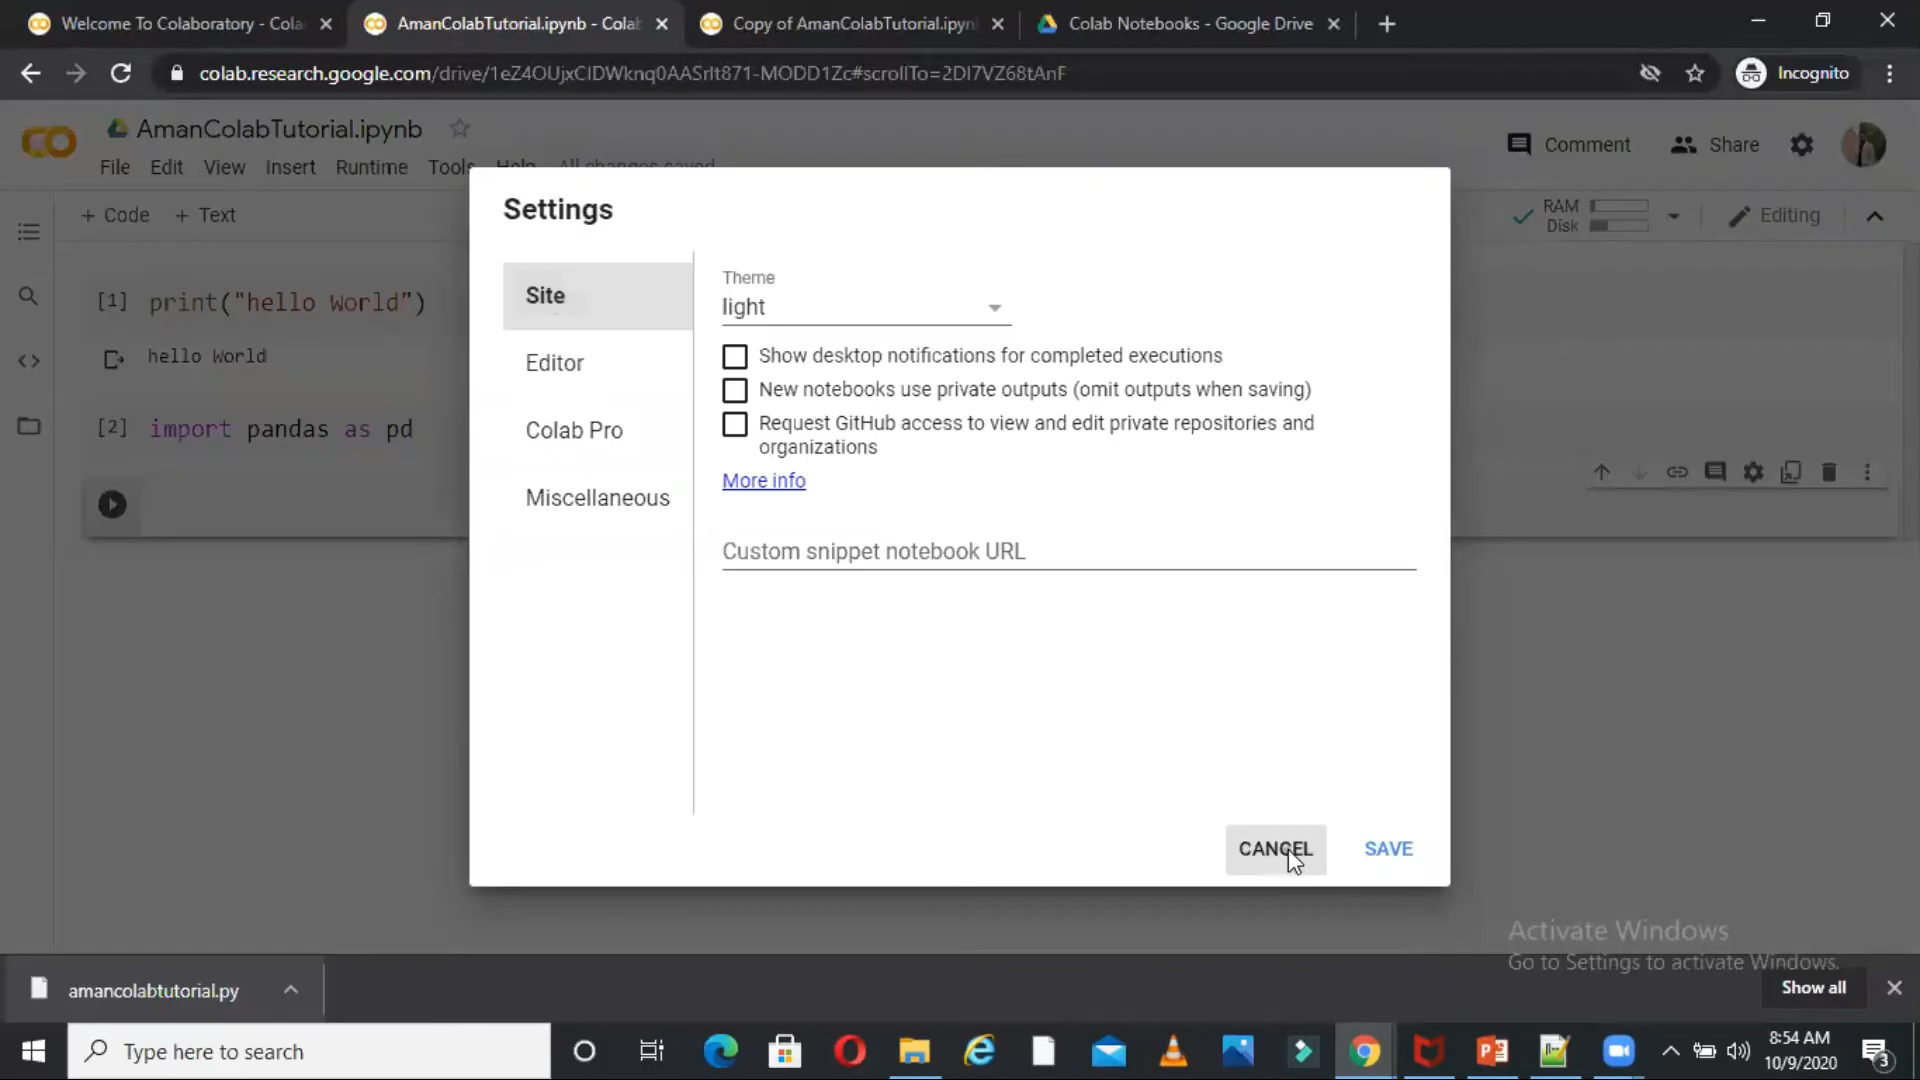 Welcome To Colaboratory - Cola
AmanColabTutorial.ipynb - Colab
Copy of AmanColabTutorial.ipyn
Colab Notebooks - Google Drive
colab.research.google.com/drive/1eZ4OUjxCIDWknq0AASrIt871-MODD1Zc#scrollTo=2DI7VZ68tAnF
Incognito
AmanColabTutorial.ipynb
File Edit View Insert Runtime Tools Help All changes saved
Comment
Share
+ Code + Text
RAM
Disk
Editing
[1] print("hello World")
hello World
[2] import pandas as pd
Settings
Site
Editor
Colab Pro
Miscellaneous
Theme
light
Show desktop notifications for completed executions
New notebooks use private outputs (omit outputs when saving)
Request GitHub access to view and edit private repositories and
organizations
More info
Custom snippet notebook URL
CANCEL
SAVE
Activate Windows
Go to Settings to activate Windows.
amancolabtutorial.py
Show all
Type here to search
8:54 AM
10/9/2020
3